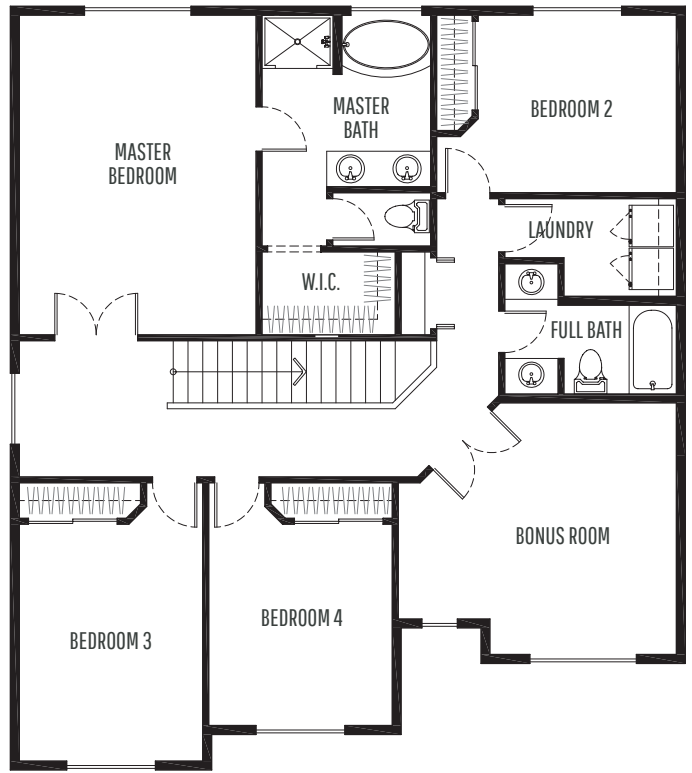 MASTER
BATH
BEDROOM 2
MASTER
BEDROOM
LAUNDRY
W.I.C.
FULL BATH
BONUS ROOM
BEDROOM 4
BEDROOM 3